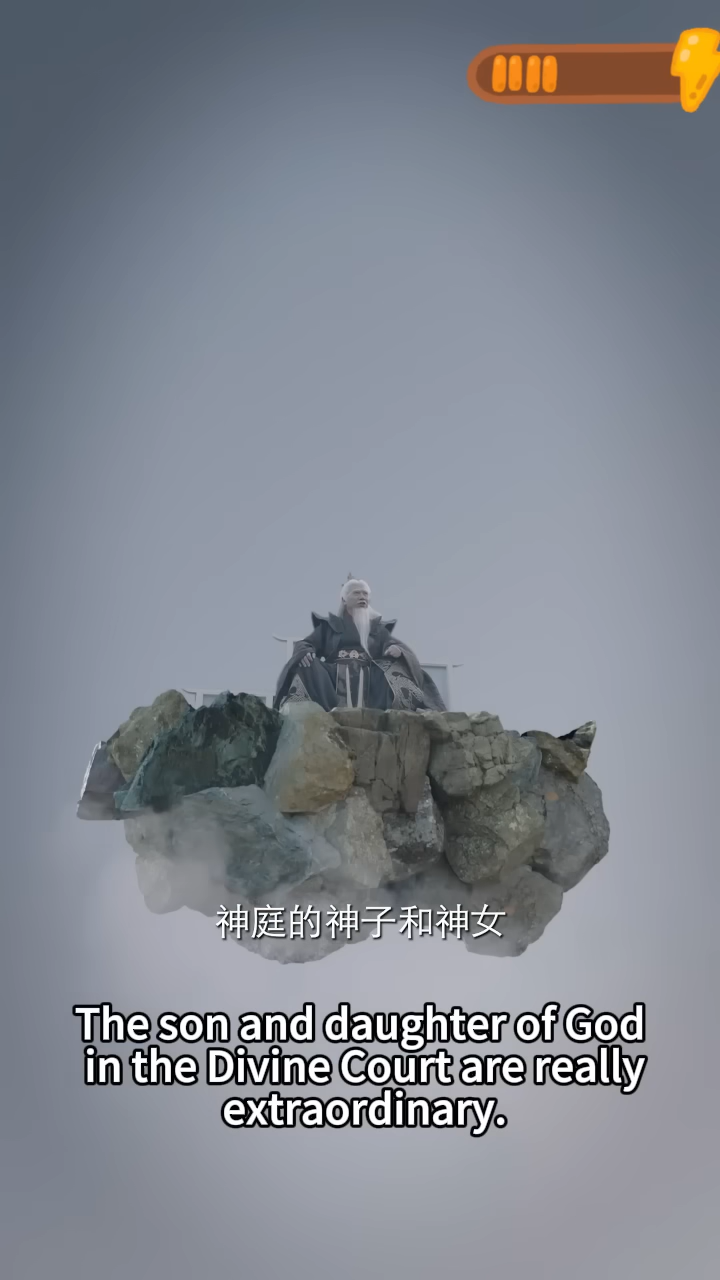 神庭的神子和神女
The son and daughter of God
in the Divine Court are really
extraordinary.